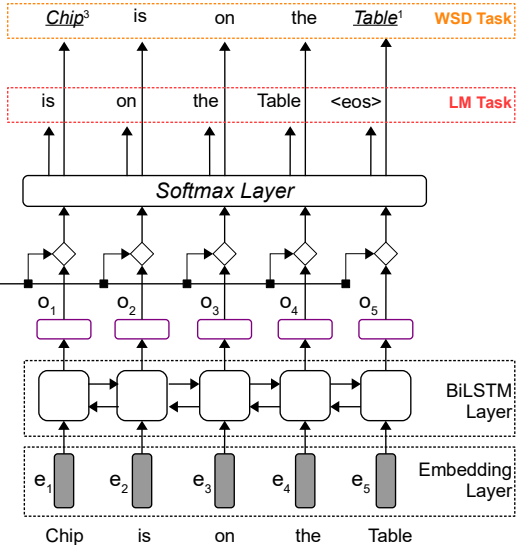 Chip³ is on the Table¹ WSD Task
is on the Table <eos> LM Task
Softmax Layer
o₁ o₂ o₃ o₄ o₅
BiLSTM
Layer
e₁ e₂ e₃ e₄ e₅
Embedding
Layer
Chip is on the Table